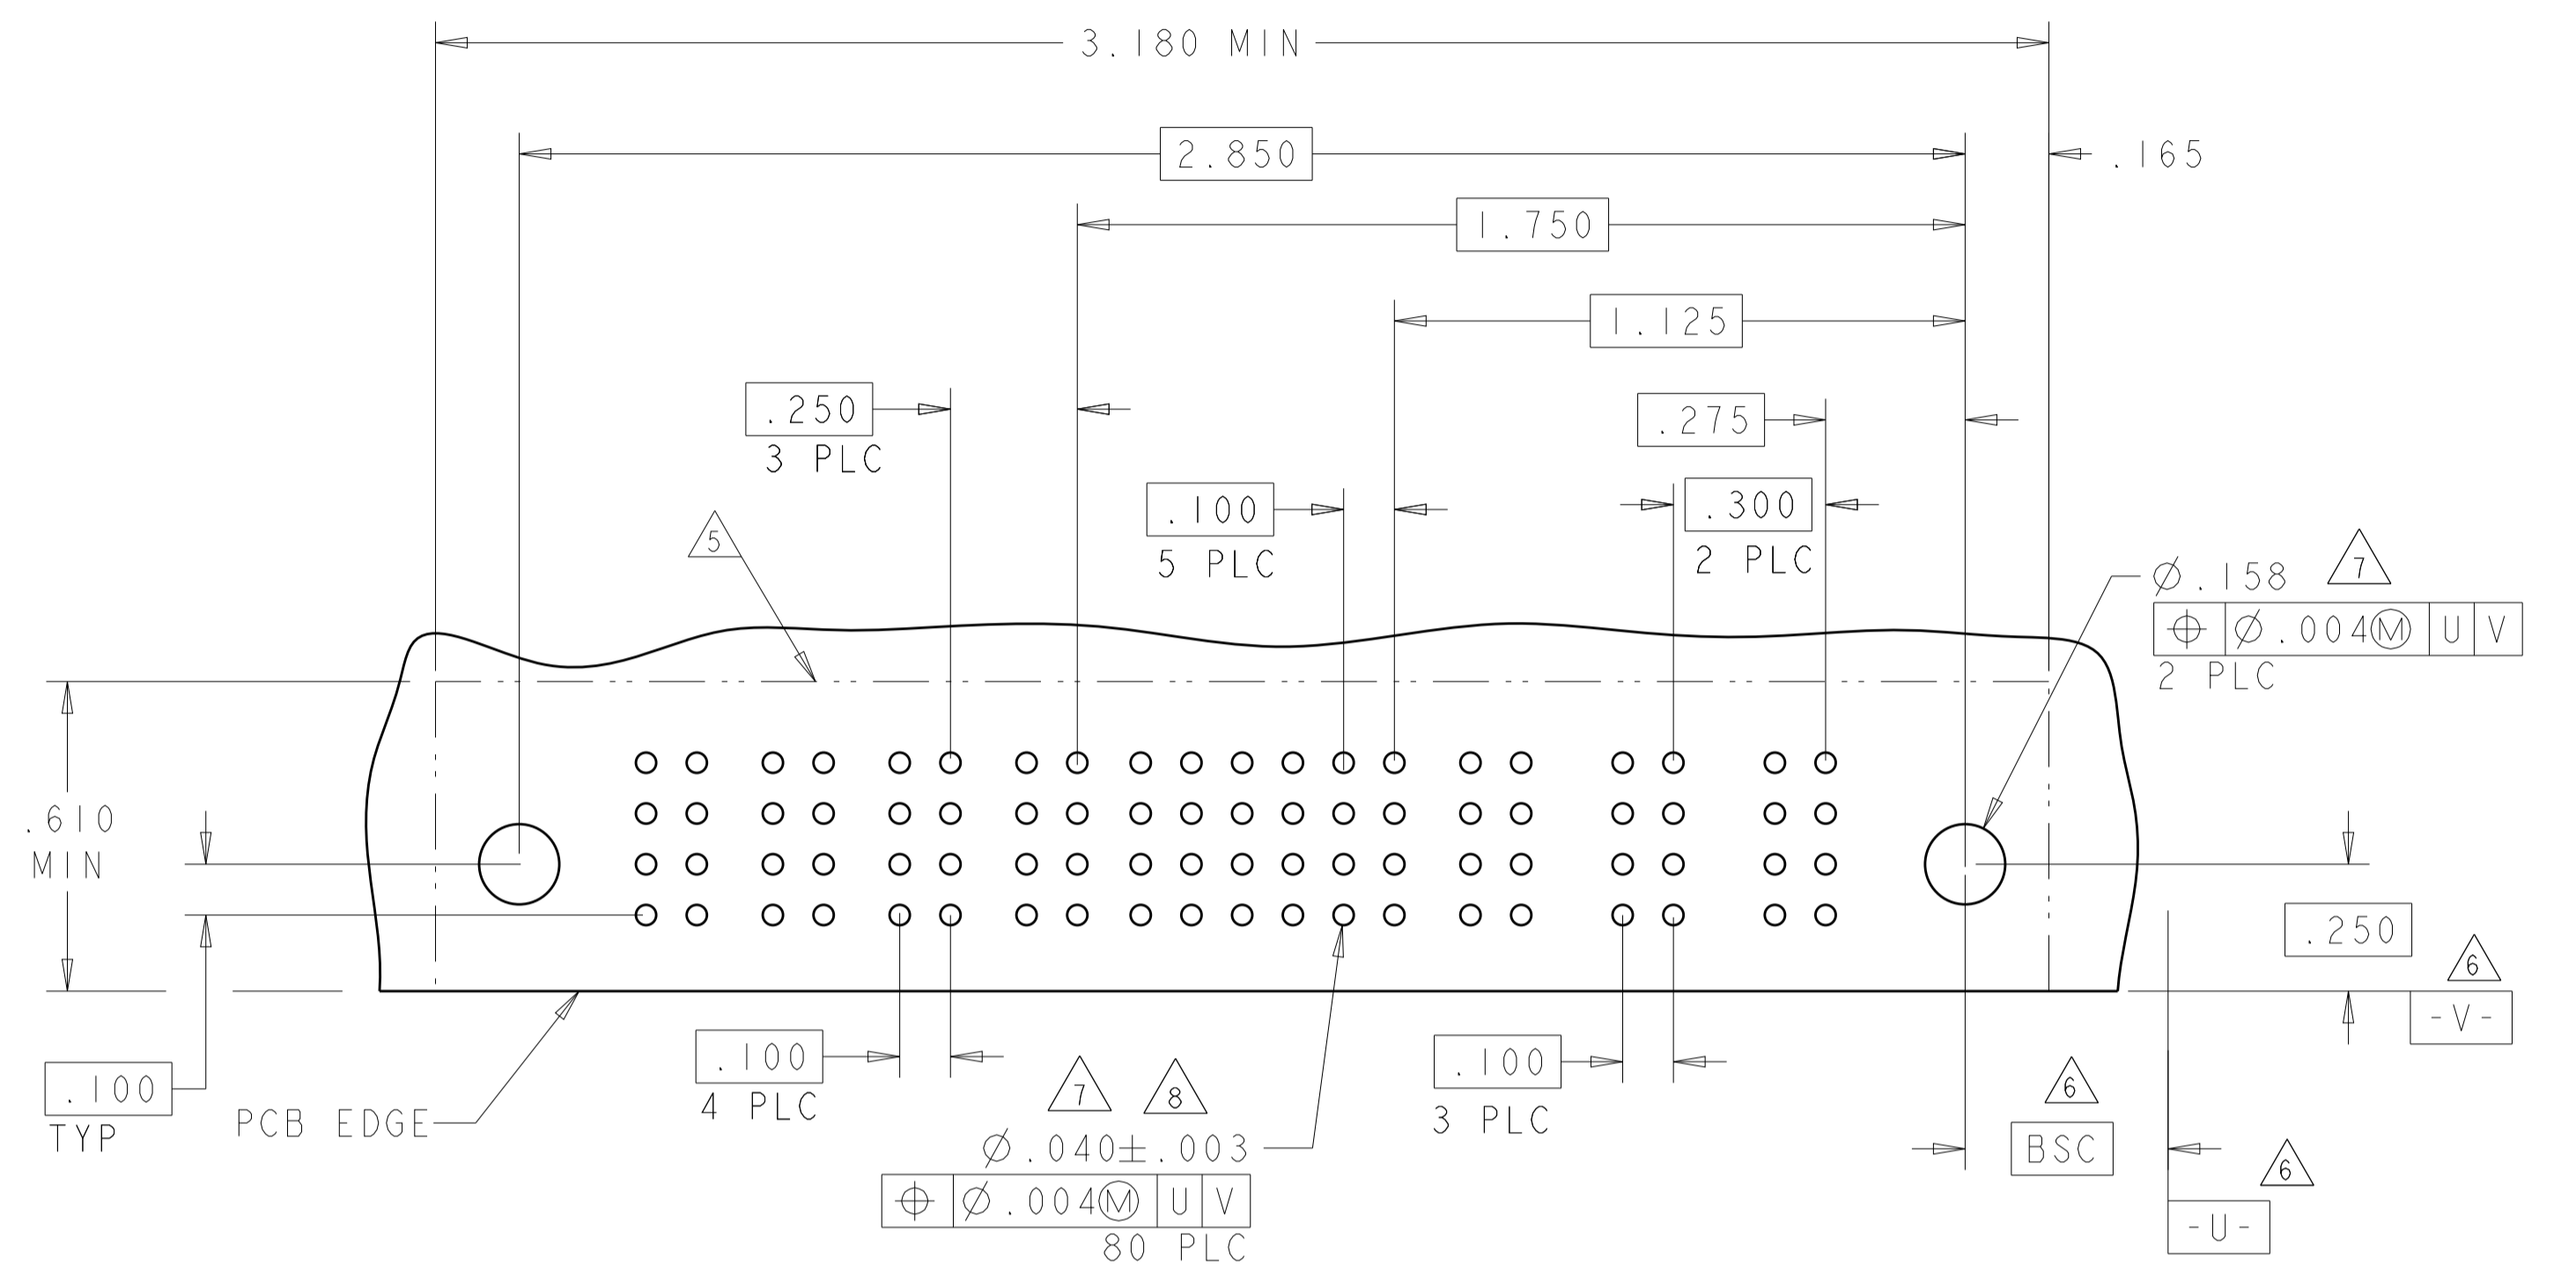 3.180 MIN
2.850
.165
1.750
1.125
.250
3 PLC
.275
.100
5 PLC
.300
2 PLC
5
⌀.158
7
⌖ ⌀.004Ⓜ U V
2 PLC
.610
MIN
.250
6
-V-
.100
TYP
PCB EDGE
.100
4 PLC
7
8
⌀.040±.003
⌖ ⌀.004Ⓜ U V
80 PLC
.100
3 PLC
6
BSC
6
-U-